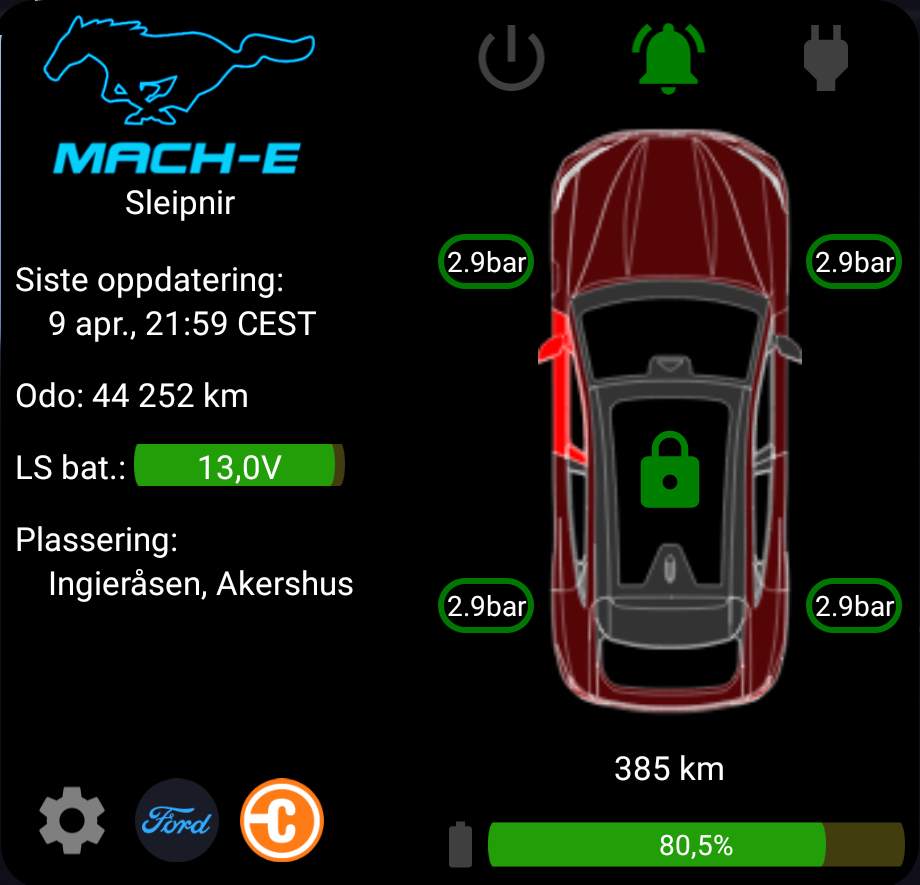 MACH-E
Sleipnir
Siste oppdatering:
9 apr., 21:59 CEST
Odo: 44 252 km
LS bat.: 13,0V
Plassering:
Ingieråsen, Akershus
2.9bar
2.9bar
2.9bar
2.9bar
385 km
Ford
C
80,5%